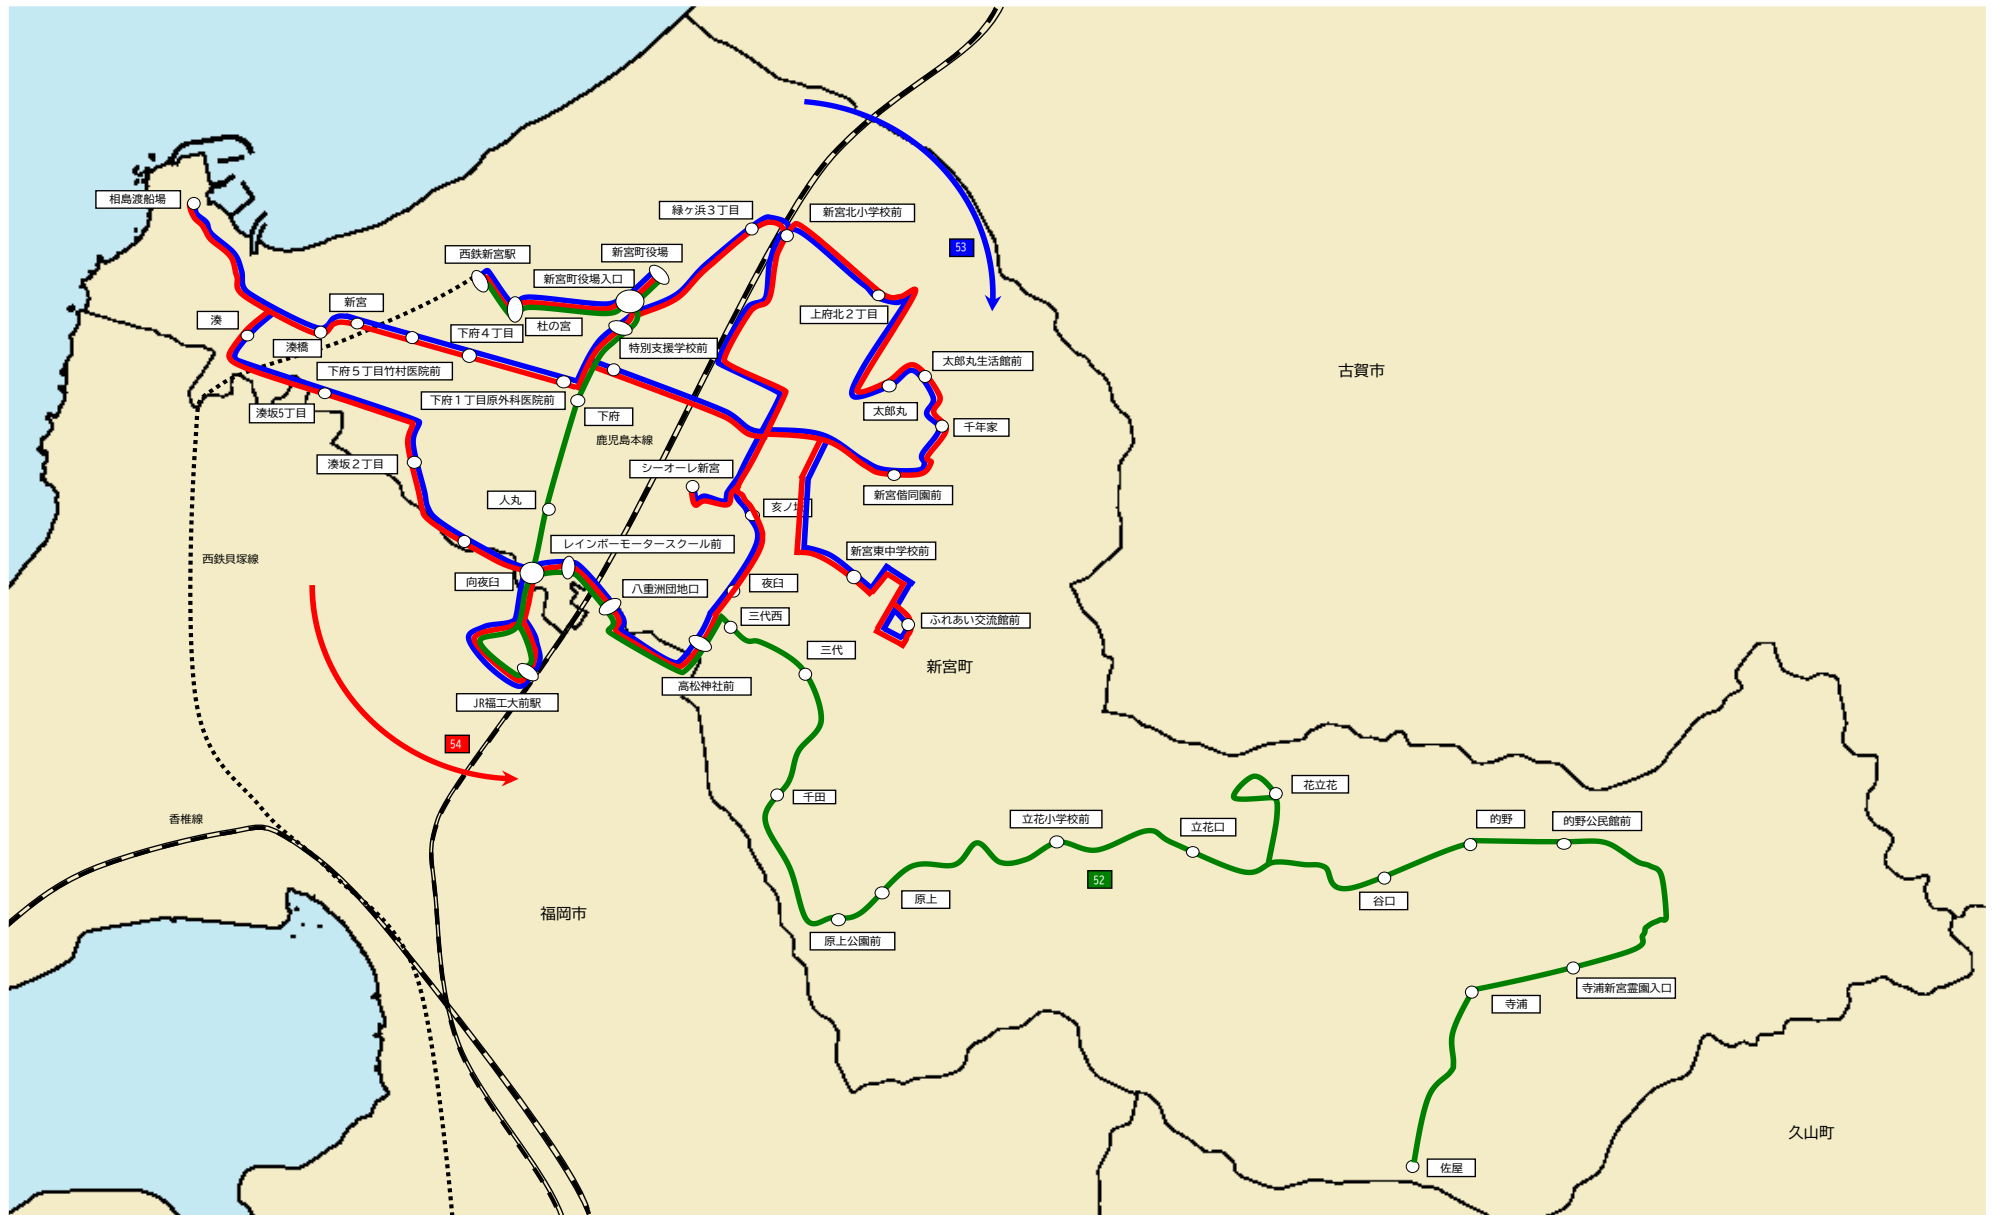 相島渡船場
緑ヶ浜３丁目
新宮北小学校前
53
西鉄新宮駅
新宮町役場
新宮町役場入口
新宮
湊
下府４丁目
杜の宮
上府北２丁目
湊橋
特別支援学校前
太郎丸生活館前
下府５丁目竹村医院前
古賀市
下府１丁目原外科医院前
湊坂5丁目
下府
太郎丸
千年家
鹿児島本線
湊坂２丁目
シーオーレ新宮
新宮偕同園前
人丸
亥ノ
レインボーモータースクール前
新宮東中学校前
西鉄貝塚線
向夜臼
八重洲団地口
夜臼
三代西
ふれあい交流館前
三代
新宮町
高松神社前
JR福工大前駅
54
花立花
千田
香椎線
立花小学校前
立花口
的野
的野公民館前
52
原上
谷口
福岡市
原上公園前
寺浦新宮霊園入口
寺浦
久山町
佐屋